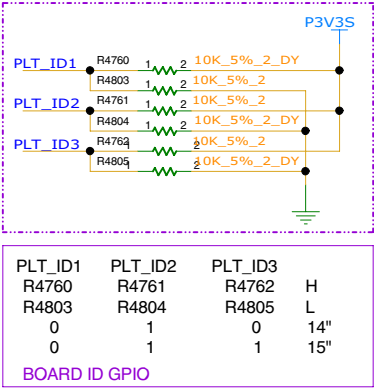 P3V3S
PLT_ID1 R4760 1 2 10K_5%_2_DY
R4803 1 2 10K_5%_2
PLT_ID2 R4761 1 2 10K_5%_2
R4804 1 2 10K_5%_2_DY
PLT_ID3 R4762 1 2 10K_5%_2
R4805 1 2 10K_5%_2_DY
PLT_ID1 PLT_ID2 PLT_ID3
R4760 R4761 R4762 H
R4803 R4804 R4805 L
0 1 0 14"
0 1 1 15"
BOARD ID GPIO